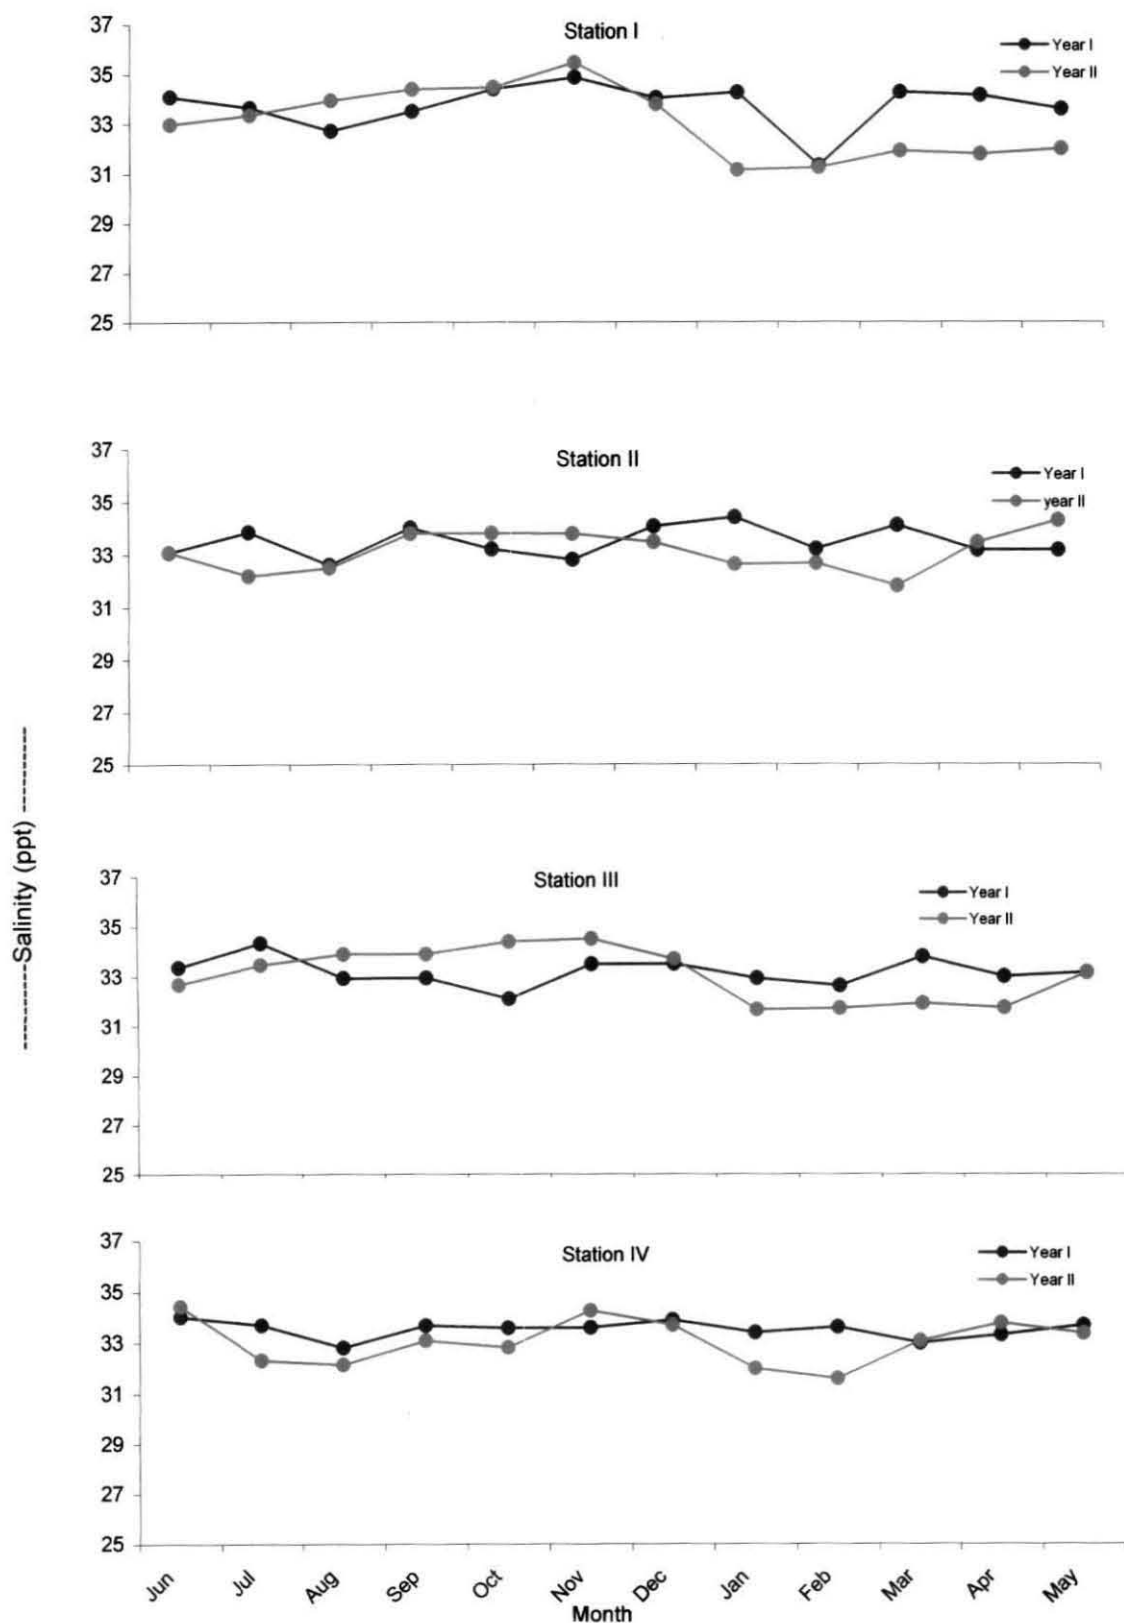 Station I
Year I
Year II
37
35
33
31
29
27
25
Station II
Year I
year II
37
35
33
31
29
27
25
----------Salinity (ppt) ----------
Station III
Year I
Year II
37
35
33
31
29
27
25
Station IV
Year I
Year II
37
35
33
31
29
27
25
Jun Jul Aug Sep Oct Nov Dec Jan Feb Mar Apr May
Month